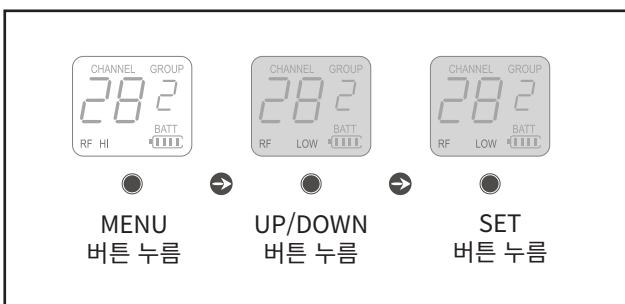 CHANNEL GROUP
28 2
BATT
RF HI
CHANNEL GROUP
28 2
BATT
RF LOW
CHANNEL GROUP
28 2
BATT
RF LOW
MENU
버튼 누름
UP/DOWN
버튼 누름
SET
버튼 누름